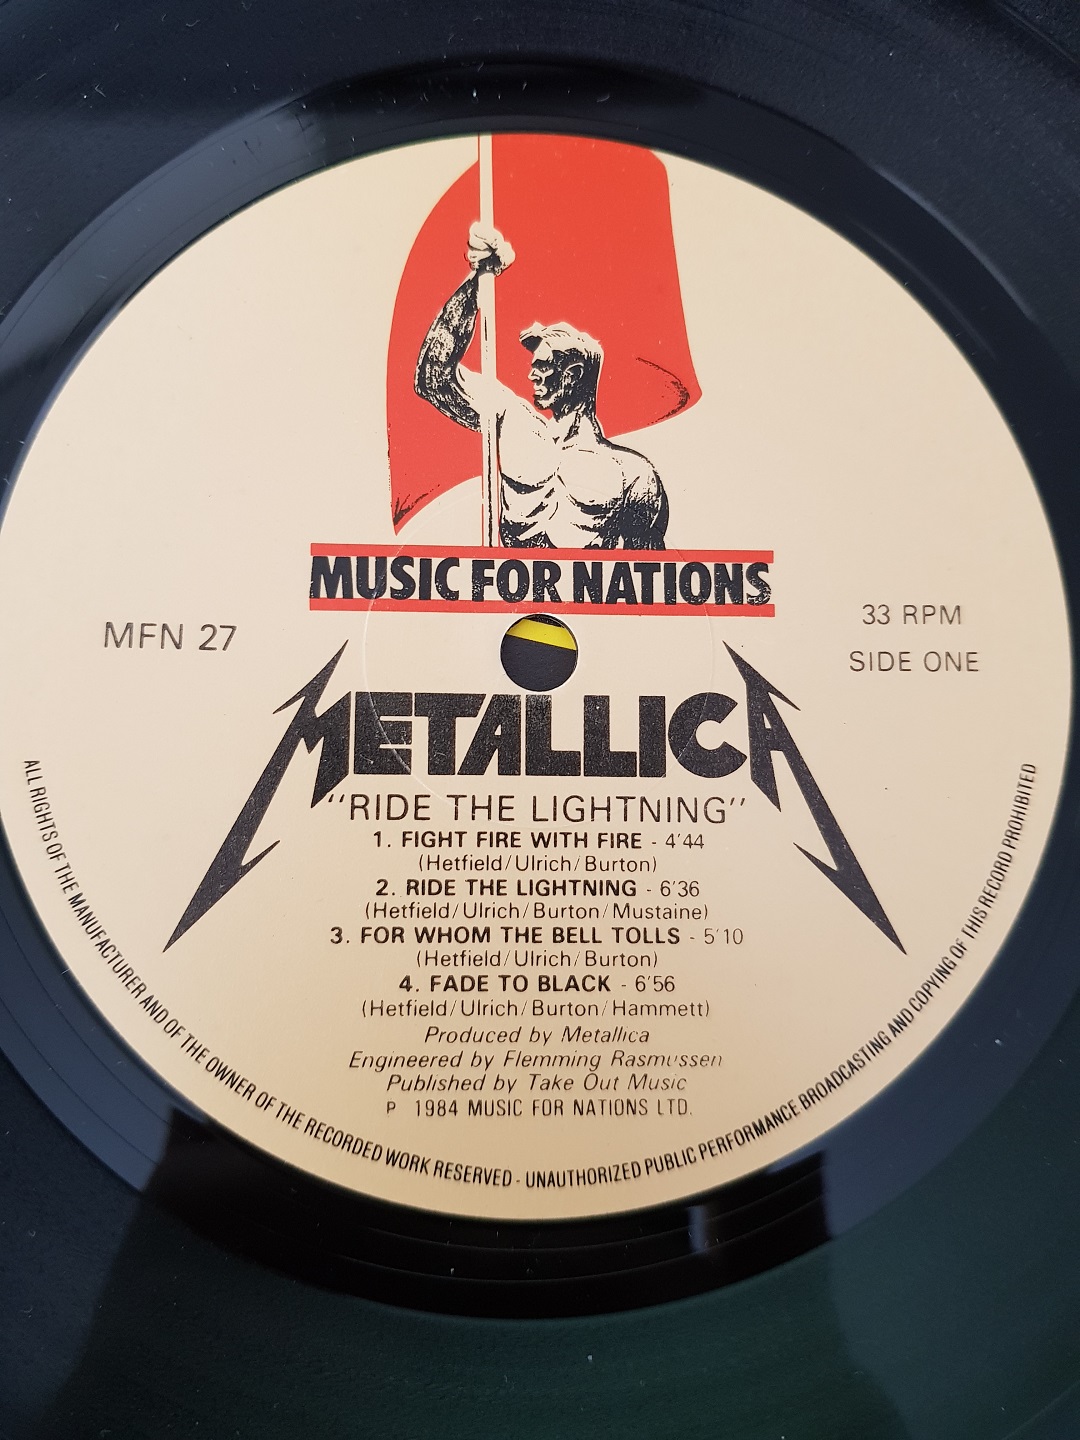 MUSIC FOR NATIONS
MFN 27
33 RPM
SIDE ONE
METALLICA
"RIDE THE LIGHTNING"
1. FIGHT FIRE WITH FIRE - 4'44
(Hetfield/Ulrich/Burton)
2. RIDE THE LIGHTNING - 6'36
(Hetfield/Ulrich/Burton/Mustaine)
3. FOR WHOM THE BELL TOLLS - 5'10
(Hetfield/Ulrich/Burton)
4. FADE TO BLACK - 6'56
(Hetfield/Ulrich/Burton/Hammett)
Produced by Metallica
Engineered by Flemming Rasmussen
Published by Take Out Music
P 1984 MUSIC FOR NATIONS LTD.
ALL RIGHTS OF THE MANUFACTURER AND OF THE OWNER OF THE RECORDED WORK RESERVED - UNAUTHORIZED PUBLIC PERFORMANCE BROADCASTING AND COPYING OF THIS RECORD PROHIBITED